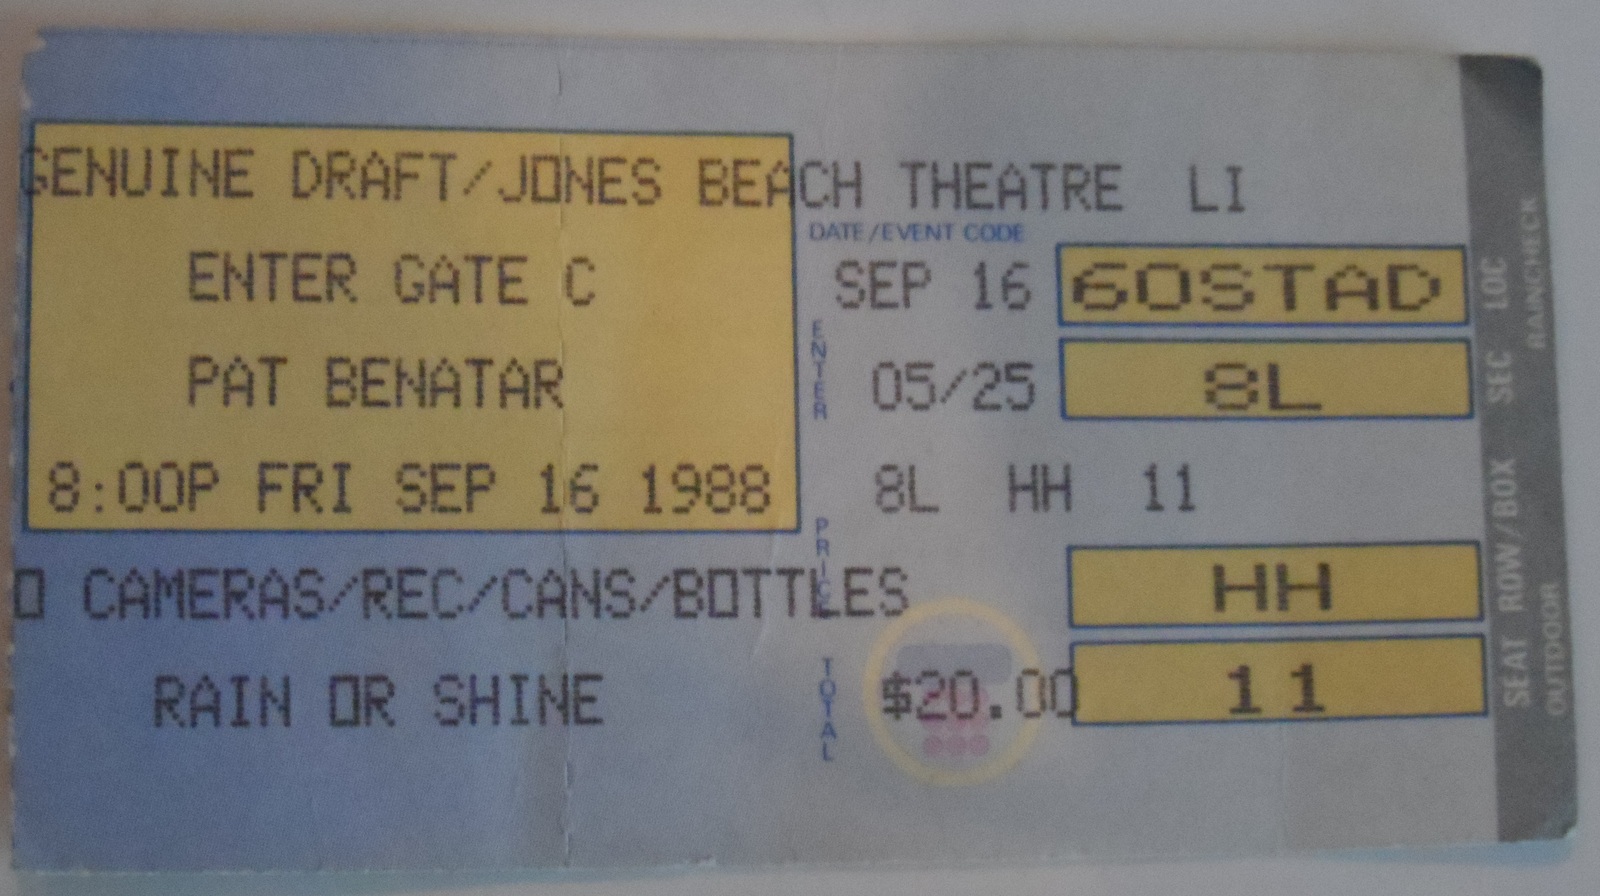 GENUINE DRAFT/JONES BEACH THEATRE LI
DATE/EVENT CODE
ENTER GATE C
SEP 16 60STAD
PAT BENATAR
ENTER
05/25 8L
8:00P FRI SEP 16 1988
8L HH 11
PRICE
O CAMERAS/REC/CANS/BOTTLES
HH
RAIN OR SHINE
TOTAL
$20.00 11
SEAT ROW/BOX SEC LOC
OUTDOOR RAINCHECK